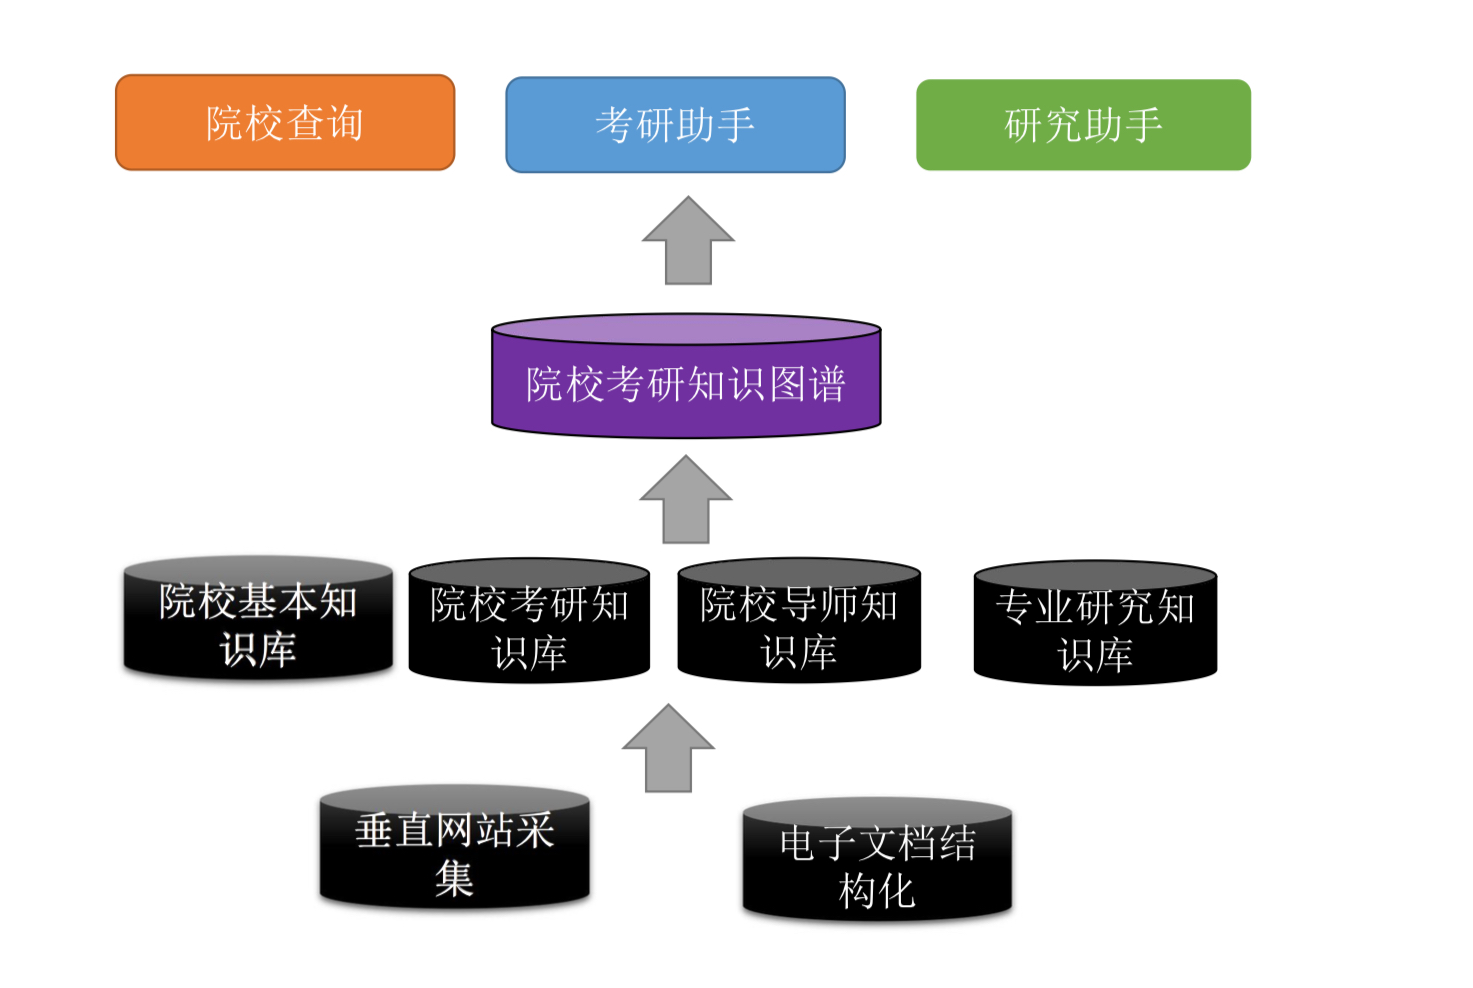 院校查询
考研助手
研究助手
院校考研知识图谱
院校基本知
识库
院校考研知
识库
院校导师知
识库
专业研究知
识库
垂直网站采
集
电子文档结
构化